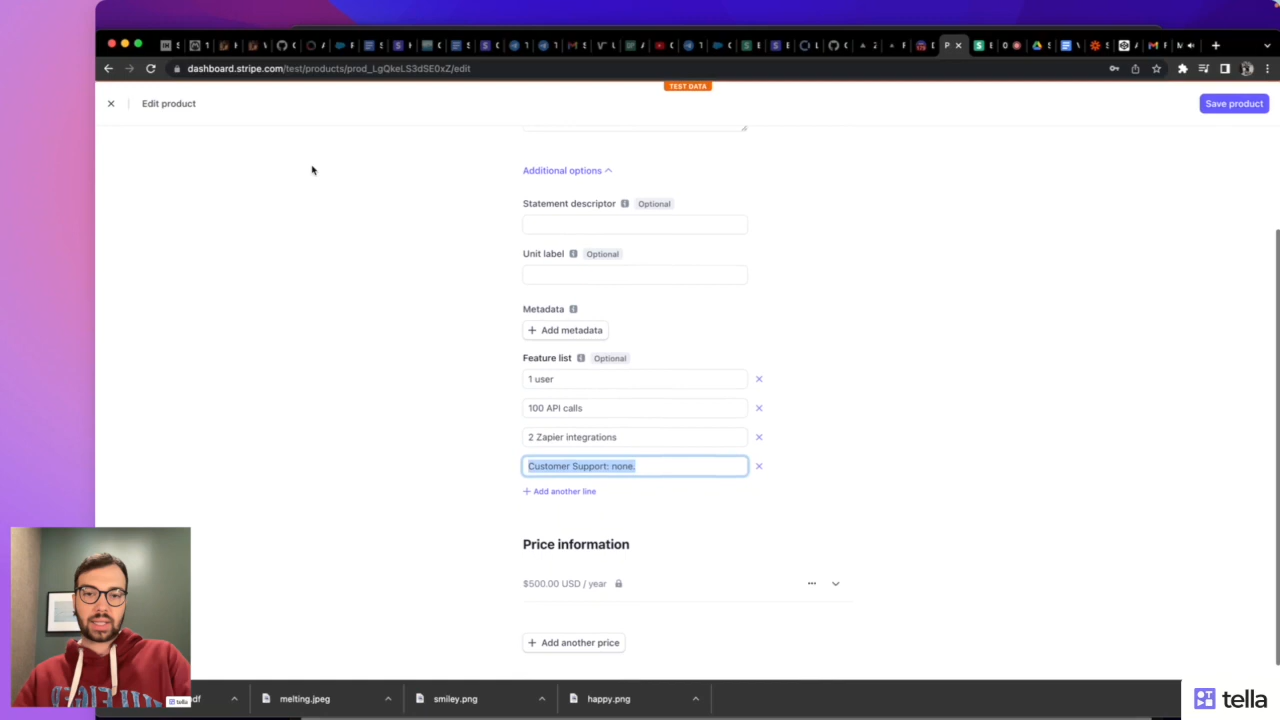 dashboard.stripe.com/test/products/prod_LgQkeLS3dSE0xZ/edit
TEST DATA
Edit product
Save product
Additional options
Statement descriptor
Optional
Unit label
Optional
Metadata
+ Add metadata
Feature list
Optional
1 user
100 API calls
2 Zapier integrations
Customer Support: none.
+ Add another line
Price information
$500.00 USD / year
+ Add another price
df
melting.jpeg
smiley.png
happy.png
tella
tella